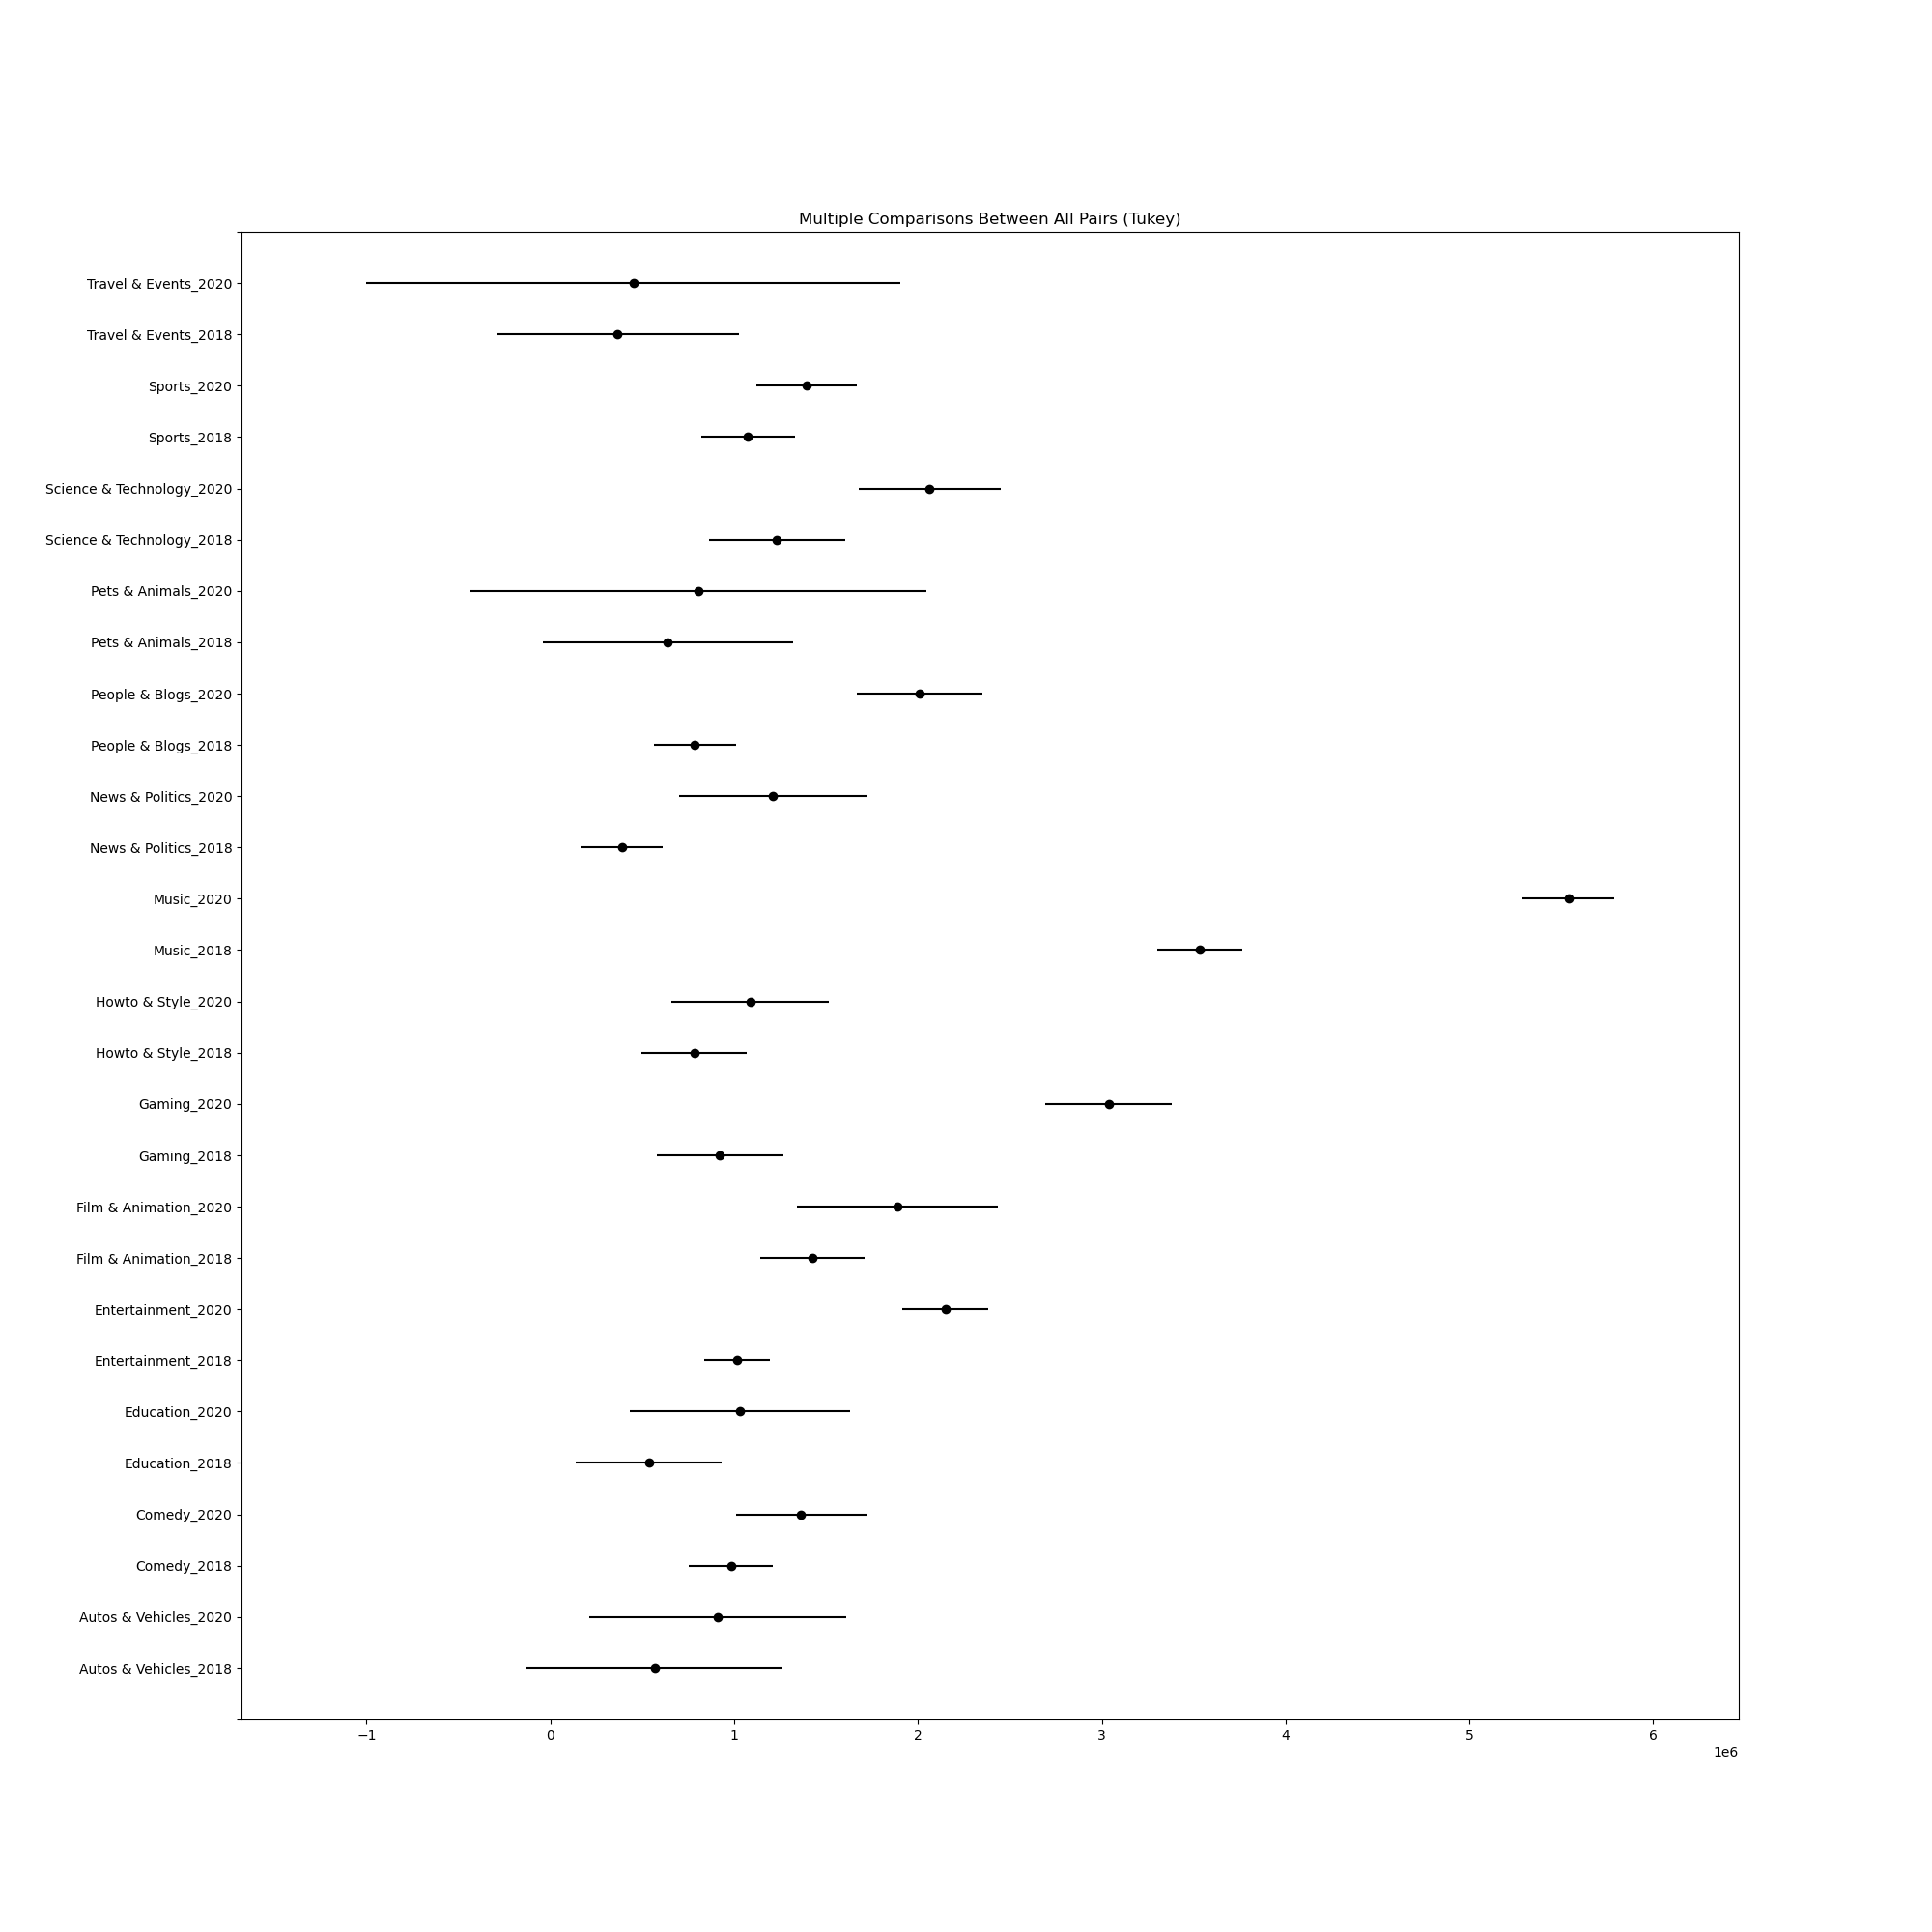 Multiple Comparisons Between All Pairs (Tukey)
Travel & Events_2020
Travel & Events_2018
Sports_2020
Sports_2018
Science & Technology_2020
Science & Technology_2018
Pets & Animals_2020
Pets & Animals_2018
People & Blogs_2020
People & Blogs_2018
News & Politics_2020
News & Politics_2018
Music_2020
Music_2018
Howto & Style_2020
Howto & Style_2018
Gaming_2020
Gaming_2018
Film & Animation_2020
Film & Animation_2018
Entertainment_2020
Entertainment_2018
Education_2020
Education_2018
Comedy_2020
Comedy_2018
Autos & Vehicles_2020
Autos & Vehicles_2018
−1 0 1 2 3 4 5 6
1e6